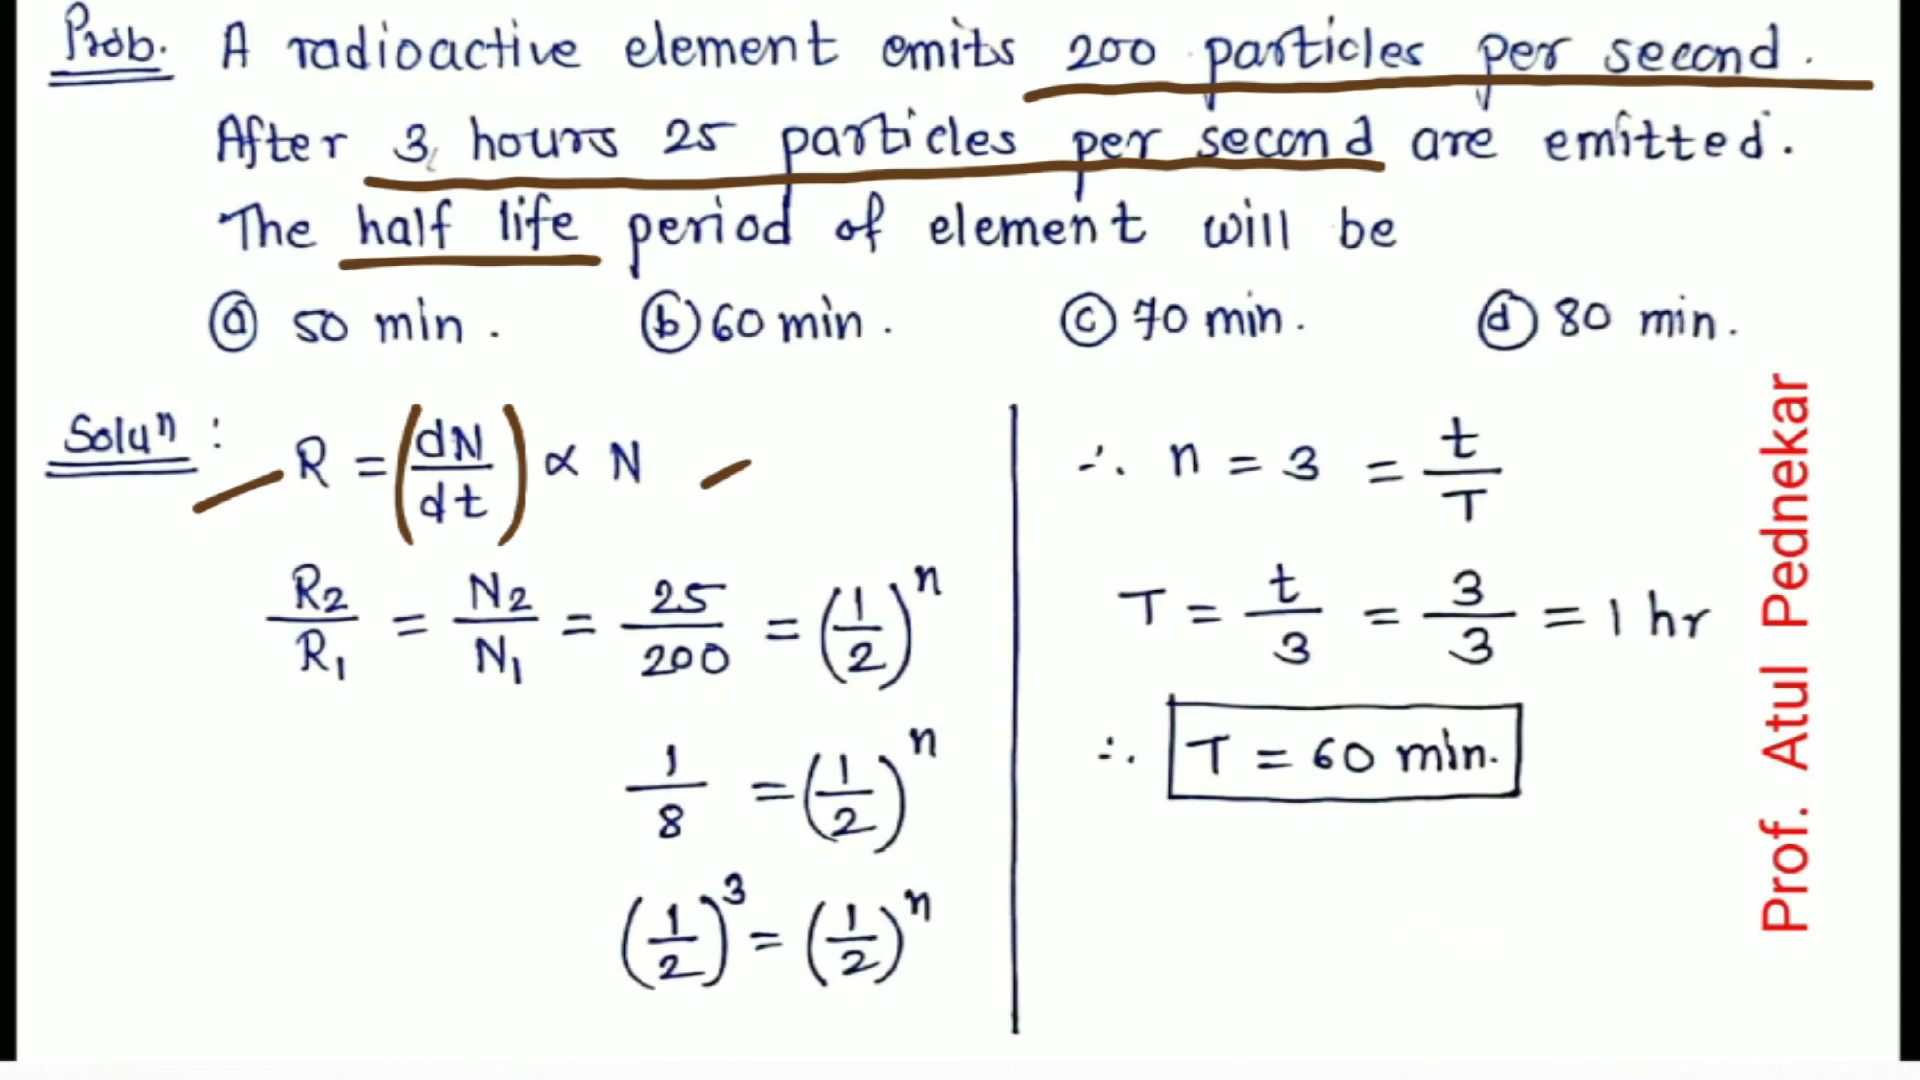 Prob. A radioactive element emits 200 particles per second.
After 3 hours 25 particles per second are emitted.
The half life period of element will be
ⓐ 50 min. ⓑ 60 min. ⓒ 70 min. ⓓ 80 min.
Soluⁿ : R = (dN/dt) ∝ N
R₂/R₁ = N₂/N₁ = 25/200 = (1/2)ⁿ
1/8 = (1/2)ⁿ
(1/2)³ = (1/2)ⁿ
∴ n = 3 = t/T
T = t/3 = 3/3 = 1 hr
∴ T = 60 min.
Prof. Atul Pednekar